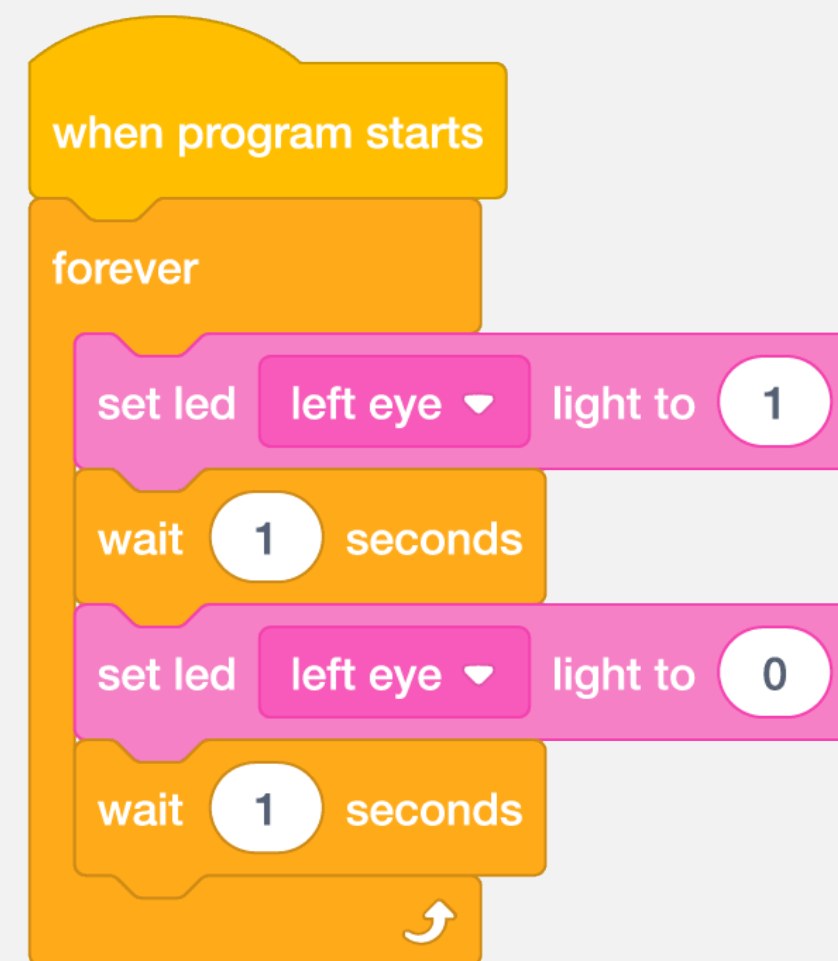 when program starts
forever
set led left eye light to 1
wait 1 seconds
set led left eye light to 0
wait 1 seconds